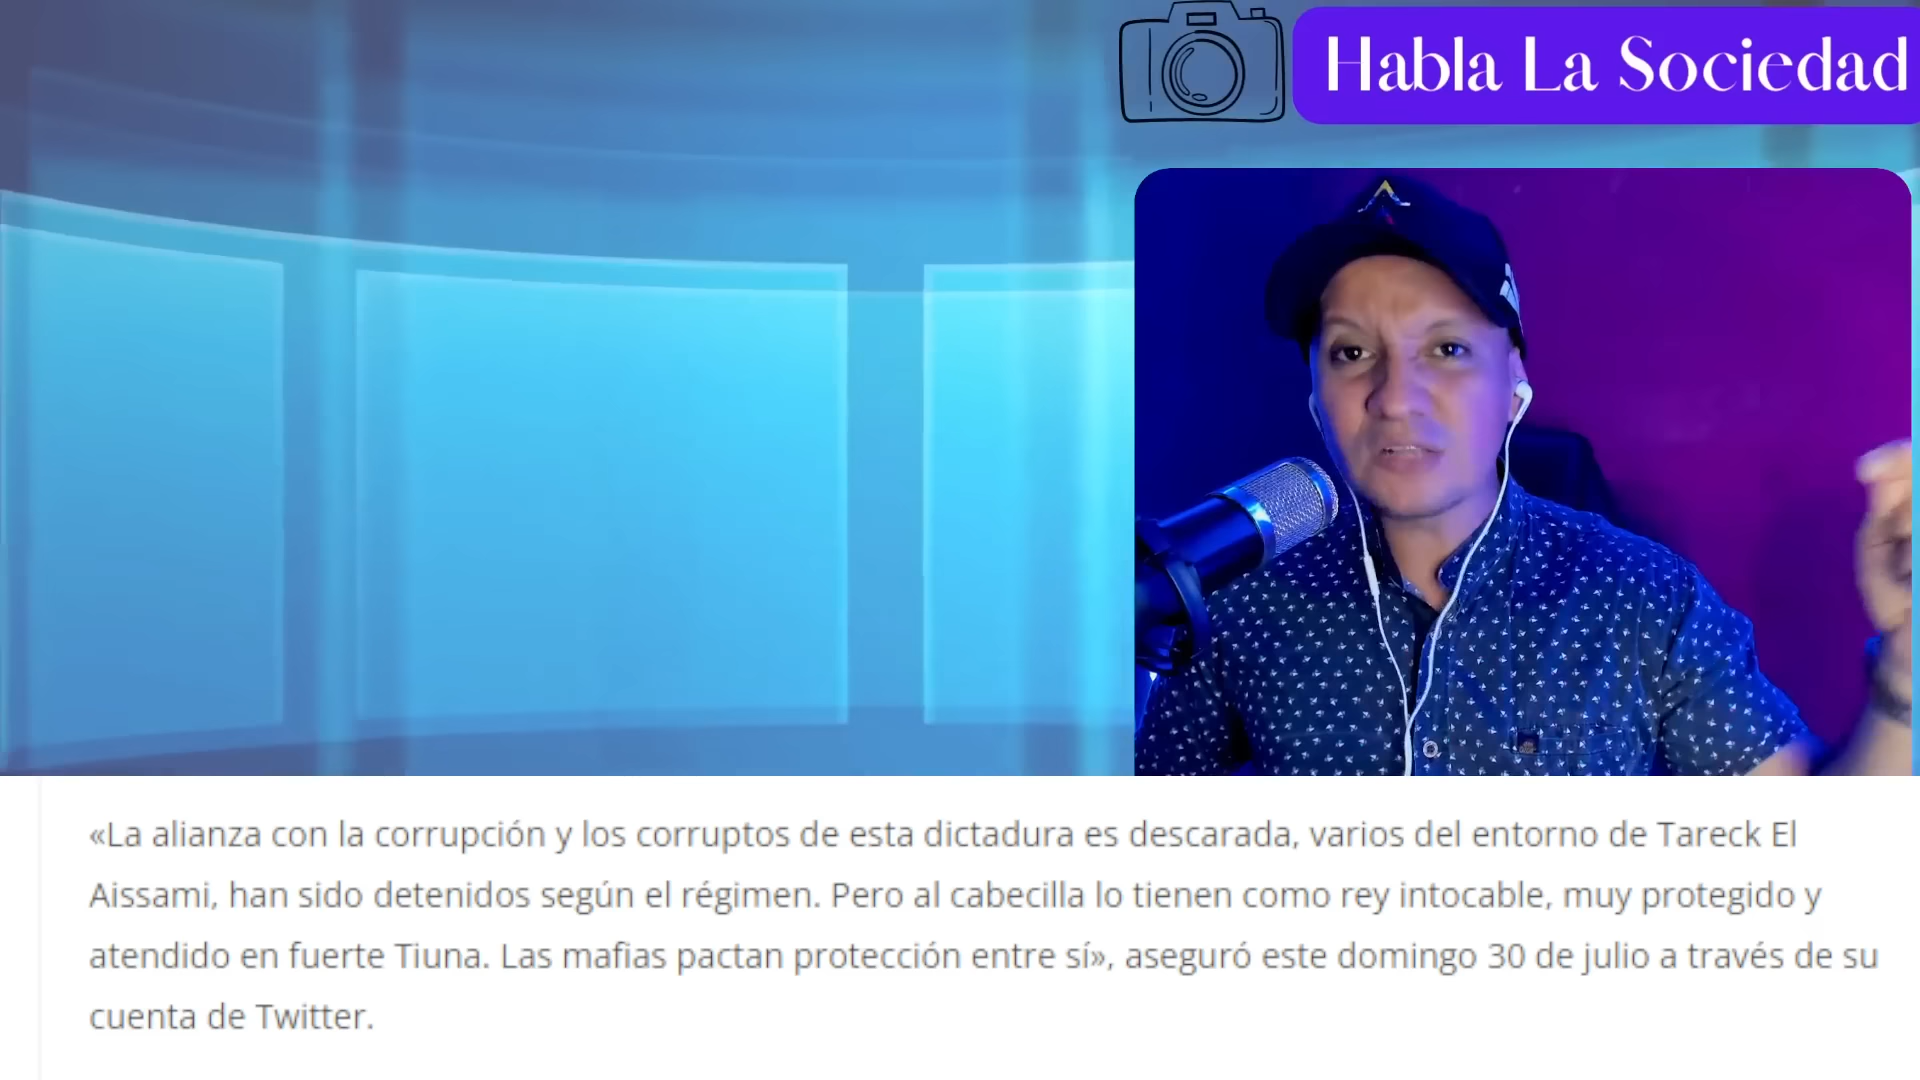 Habla La Sociedad
«La alianza con la corrupción y los corruptos de esta dictadura es descarada, varios del entorno de Tareck El
Aissami, han sido detenidos según el régimen. Pero al cabecilla lo tienen como rey intocable, muy protegido y
atendido en fuerte Tiuna. Las mafias pactan protección entre sí», aseguró este domingo 30 de julio a través de su
cuenta de Twitter.